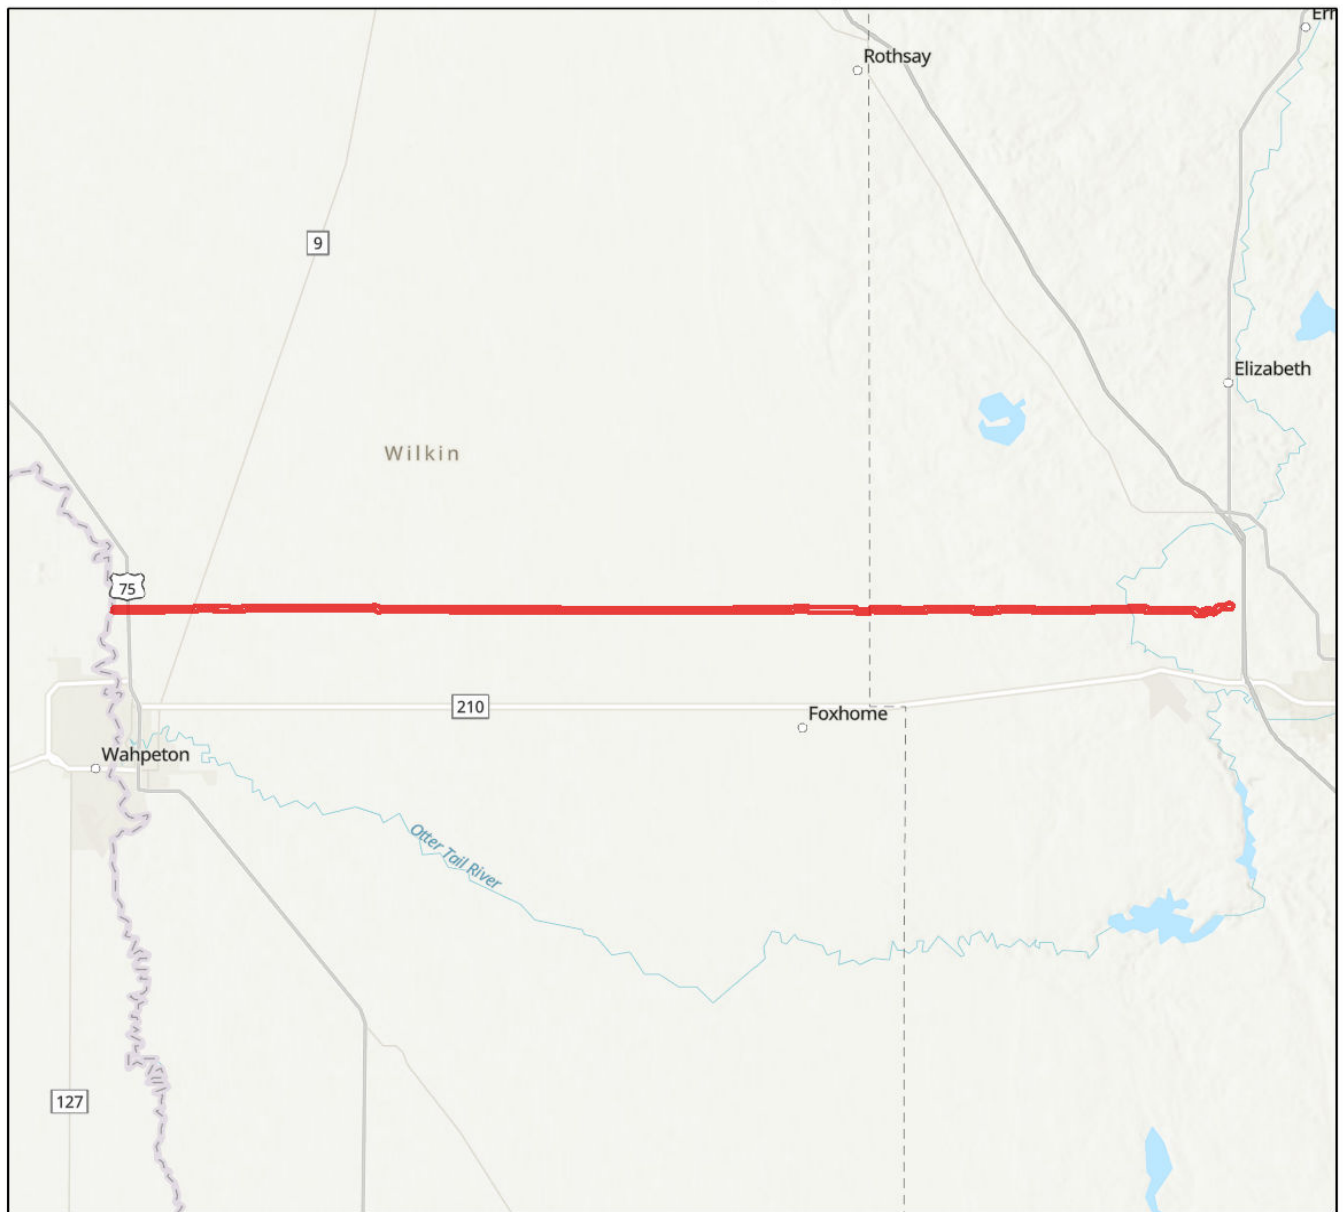 Rothsay
9
Elizabeth
Wilkin
75
210
Foxhome
Wahpeton
Otter Tail River
127